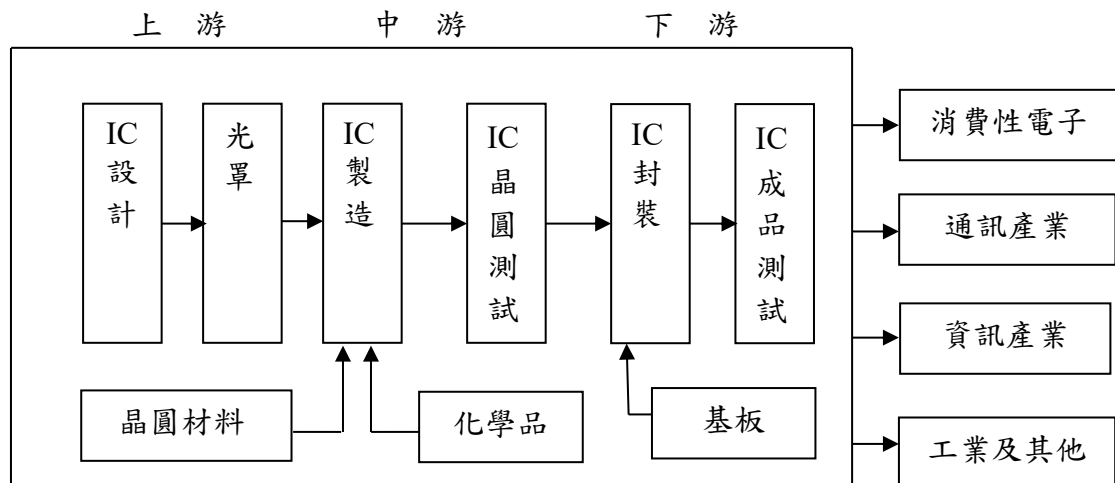 上游 中游 下游
IC設計
光罩
IC製造
IC晶圓測試
IC封裝
IC成品測試
消費性電子
通訊產業
資訊產業
工業及其他
晶圓材料
化學品
基板